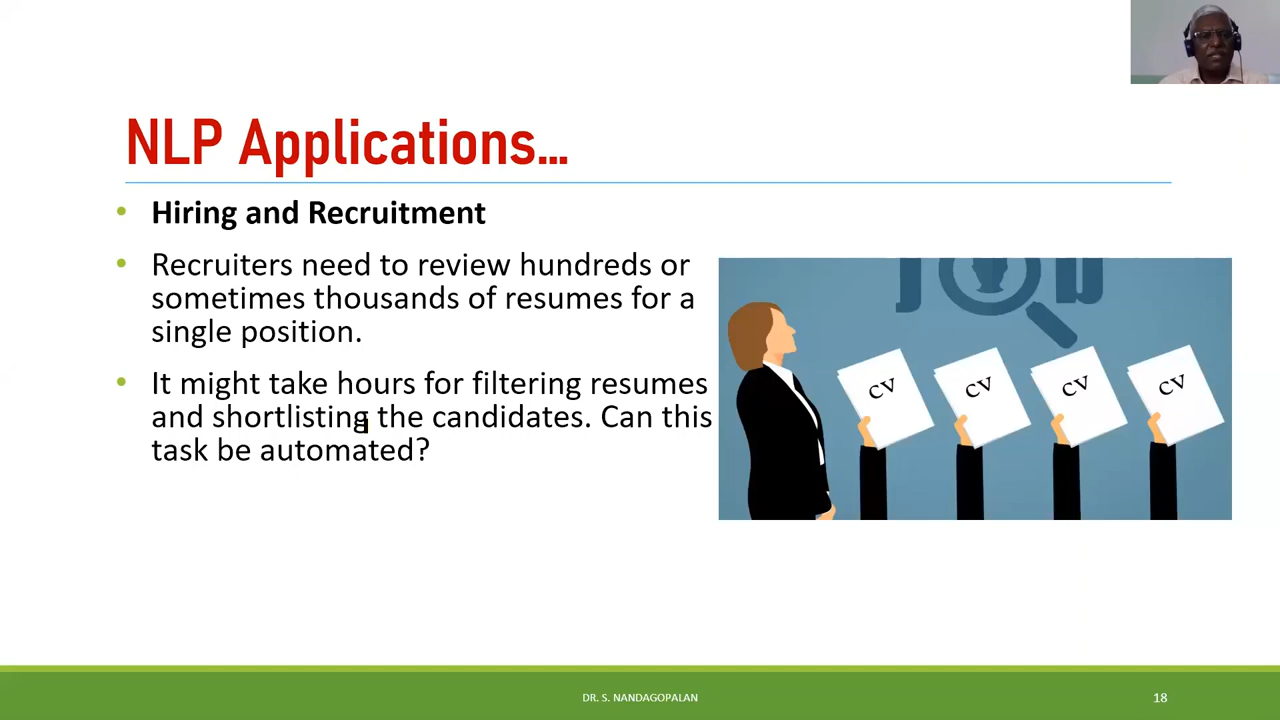 NLP Applications...
• Hiring and Recruitment
• Recruiters need to review hundreds or
sometimes thousands of resumes for a
single position.
• It might take hours for filtering resumes
and shortlisting the candidates. Can this
task be automated?
JOB
CV CV CV CV
DR. S. NANDAGOPALAN
18